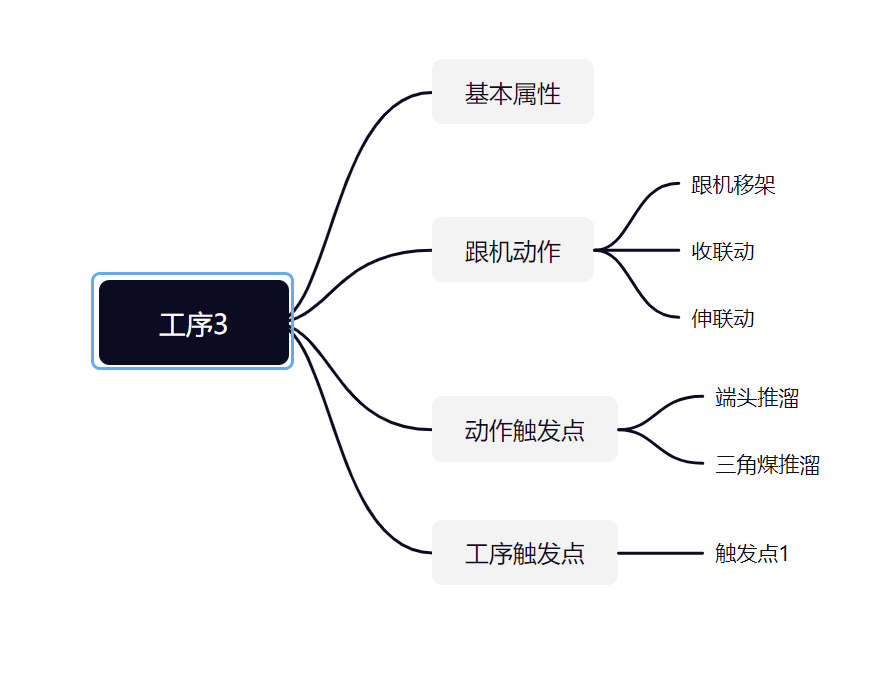 工序3
基本属性
跟机动作
跟机移架
收联动
伸联动
动作触发点
端头推溜
三角煤推溜
工序触发点
触发点1